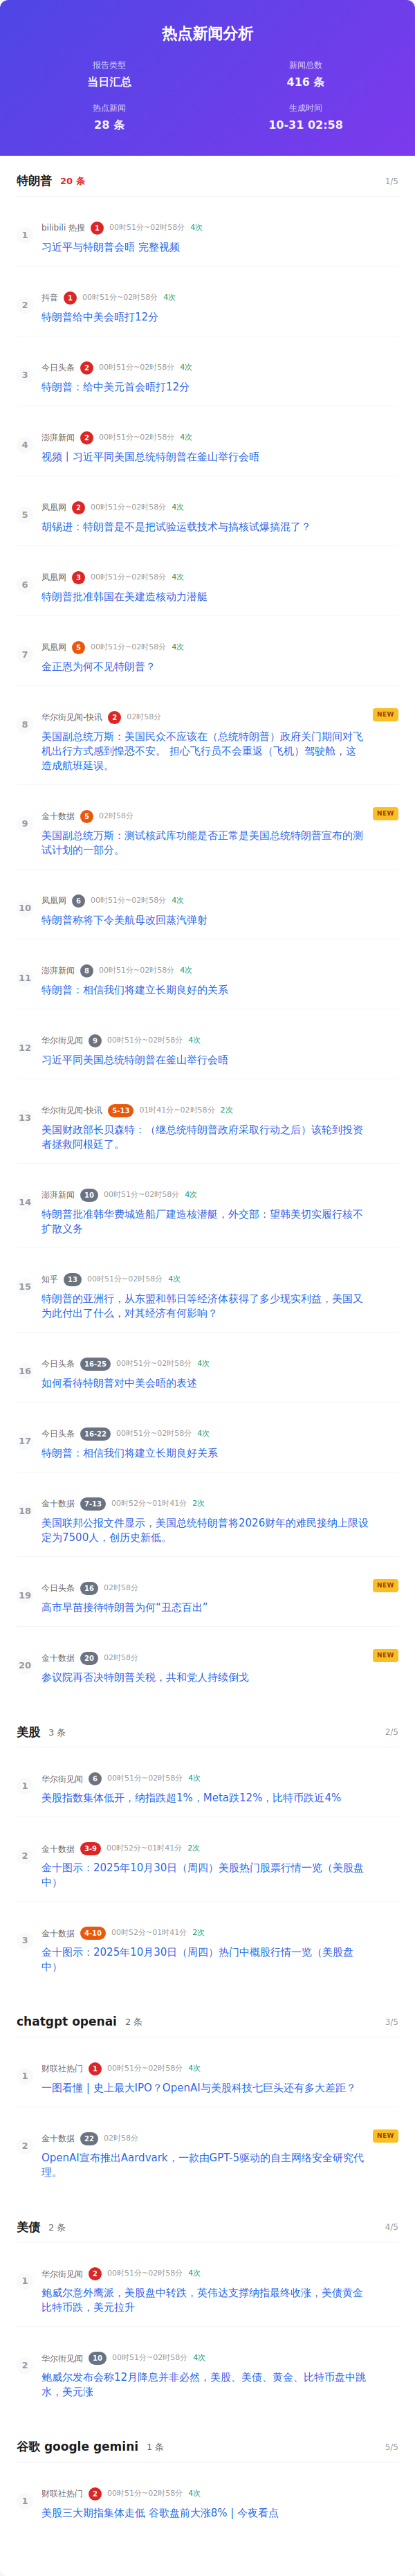 热点新闻分析
报告类型 新闻总数
当日汇总 416 条
热点新闻 生成时间
28 条 10-31 02:58
特朗普 20 条 1/5
1 bilibili 热搜 1 00时51分~02时58分 4次
习近平与特朗普会晤 完整视频
2 抖音 1 00时51分~02时58分 4次
特朗普给中美会晤打12分
3 今日头条 2 00时51分~02时58分 4次
特朗普：给中美元首会晤打12分
4 澎湃新闻 2 00时51分~02时58分 4次
视频丨习近平同美国总统特朗普在釜山举行会晤
5 凤凰网 2 00时51分~02时58分 4次
胡锡进：特朗普是不是把试验运载技术与搞核试爆搞混了？
6 凤凰网 3 00时51分~02时58分 4次
特朗普批准韩国在美建造核动力潜艇
7 凤凰网 5 00时51分~02时58分 4次
金正恩为何不见特朗普？
8 华尔街见闻-快讯 2 02时58分 NEW
美国副总统万斯：美国民众不应该在（总统特朗普）政府关门期间对飞
机出行方式感到惶恐不安。 担心飞行员不会重返（飞机）驾驶舱，这
造成航班延误。
9 金十数据 5 02时58分 NEW
美国副总统万斯：测试核武库功能是否正常是美国总统特朗普宣布的测
试计划的一部分。
10 凤凰网 6 00时51分~02时58分 4次
特朗普称将下令美航母改回蒸汽弹射
11 澎湃新闻 8 00时51分~02时58分 4次
特朗普：相信我们将建立长期良好的关系
12 华尔街见闻 9 00时51分~02时58分 4次
习近平同美国总统特朗普在釜山举行会晤
13 华尔街见闻-快讯 5-13 01时41分~02时58分 2次
美国财政部长贝森特：（继总统特朗普政府采取行动之后）该轮到投资
者拯救阿根廷了。
14 澎湃新闻 10 00时51分~02时58分 4次
特朗普批准韩华费城造船厂建造核潜艇，外交部：望韩美切实履行核不
扩散义务
15 知乎 13 00时51分~02时58分 4次
特朗普的亚洲行，从东盟和韩日等经济体获得了多少现实利益，美国又
为此付出了什么，对其经济有何影响？
16 今日头条 16-25 00时51分~02时58分 4次
如何看待特朗普对中美会晤的表述
17 今日头条 16-22 00时51分~02时58分 4次
特朗普：相信我们将建立长期良好关系
18 金十数据 7-13 00时52分~01时41分 2次
美国联邦公报文件显示，美国总统特朗普将2026财年的难民接纳上限设
定为7500人，创历史新低。
19 今日头条 16 02时58分 NEW
高市早苗接待特朗普为何“丑态百出”
20 金十数据 20 02时58分 NEW
参议院再否决特朗普关税，共和党人持续倒戈
美股 3 条 2/5
1 华尔街见闻 6 00时51分~02时58分 4次
美股指数集体低开，纳指跌超1%，Meta跌12%，比特币跌近4%
2 金十数据 3-9 00时52分~01时41分 2次
金十图示：2025年10月30日（周四）美股热门股票行情一览（美股盘
中）
3 金十数据 4-10 00时52分~01时41分 2次
金十图示：2025年10月30日（周四）热门中概股行情一览（美股盘
中）
chatgpt openai 2 条 3/5
1 财联社热门 1 00时51分~02时58分 4次
一图看懂 | 史上最大IPO？OpenAI与美股科技七巨头还有多大差距？
2 金十数据 22 02时58分 NEW
OpenAI宣布推出Aardvark，一款由GPT-5驱动的自主网络安全研究代
理。
美债 2 条 4/5
1 华尔街见闻 2 00时51分~02时58分 4次
鲍威尔意外鹰派，美股盘中转跌，英伟达支撑纳指最终收涨，美债黄金
比特币跌，美元拉升
2 华尔街见闻 10 00时51分~02时58分 4次
鲍威尔发布会称12月降息并非必然，美股、美债、黄金、比特币盘中跳
水，美元涨
谷歌 google gemini 1 条 5/5
1 财联社热门 2 00时51分~02时58分 4次
美股三大期指集体走低 谷歌盘前大涨8% | 今夜看点